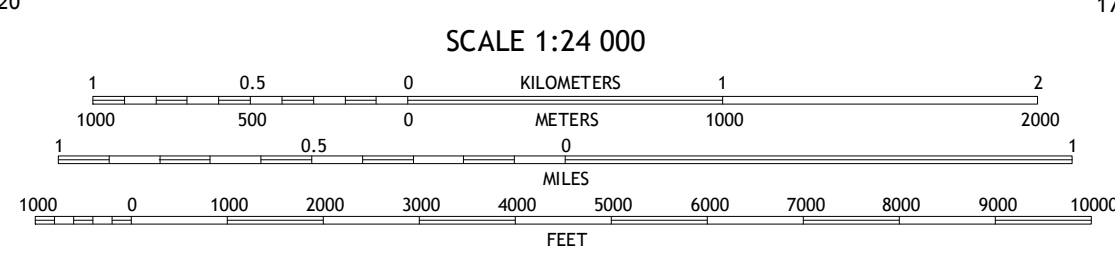 20 17
SCALE 1:24 000
1 0.5 0 KILOMETERS 1 2
1000 500 0 METERS 1000 2000
1 0.5 0 1
MILES
1000 0 1000 2000 3000 4000 5000 6000 7000 8000 9000 10000
FEET